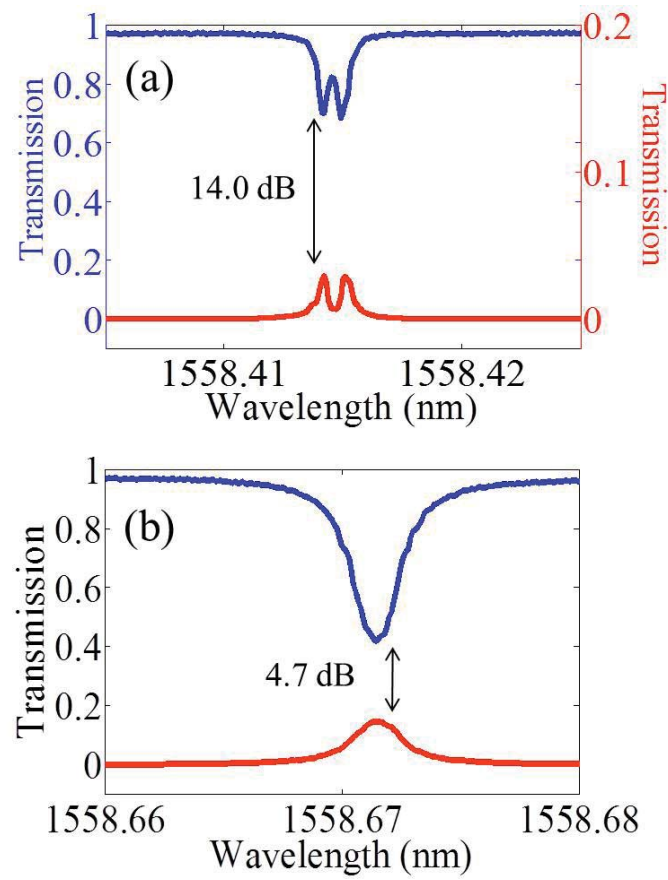 1 0.2
(a)
0.8
0.6
0.1
14.0 dB
0.4
0.2
0 0
Transmission
Transmission
1558.41 1558.42
Wavelength (nm)
1
(b)
0.8
0.6
0.4
4.7 dB
0.2
0
Transmission
1558.66 1558.67 1558.68
Wavelength (nm)